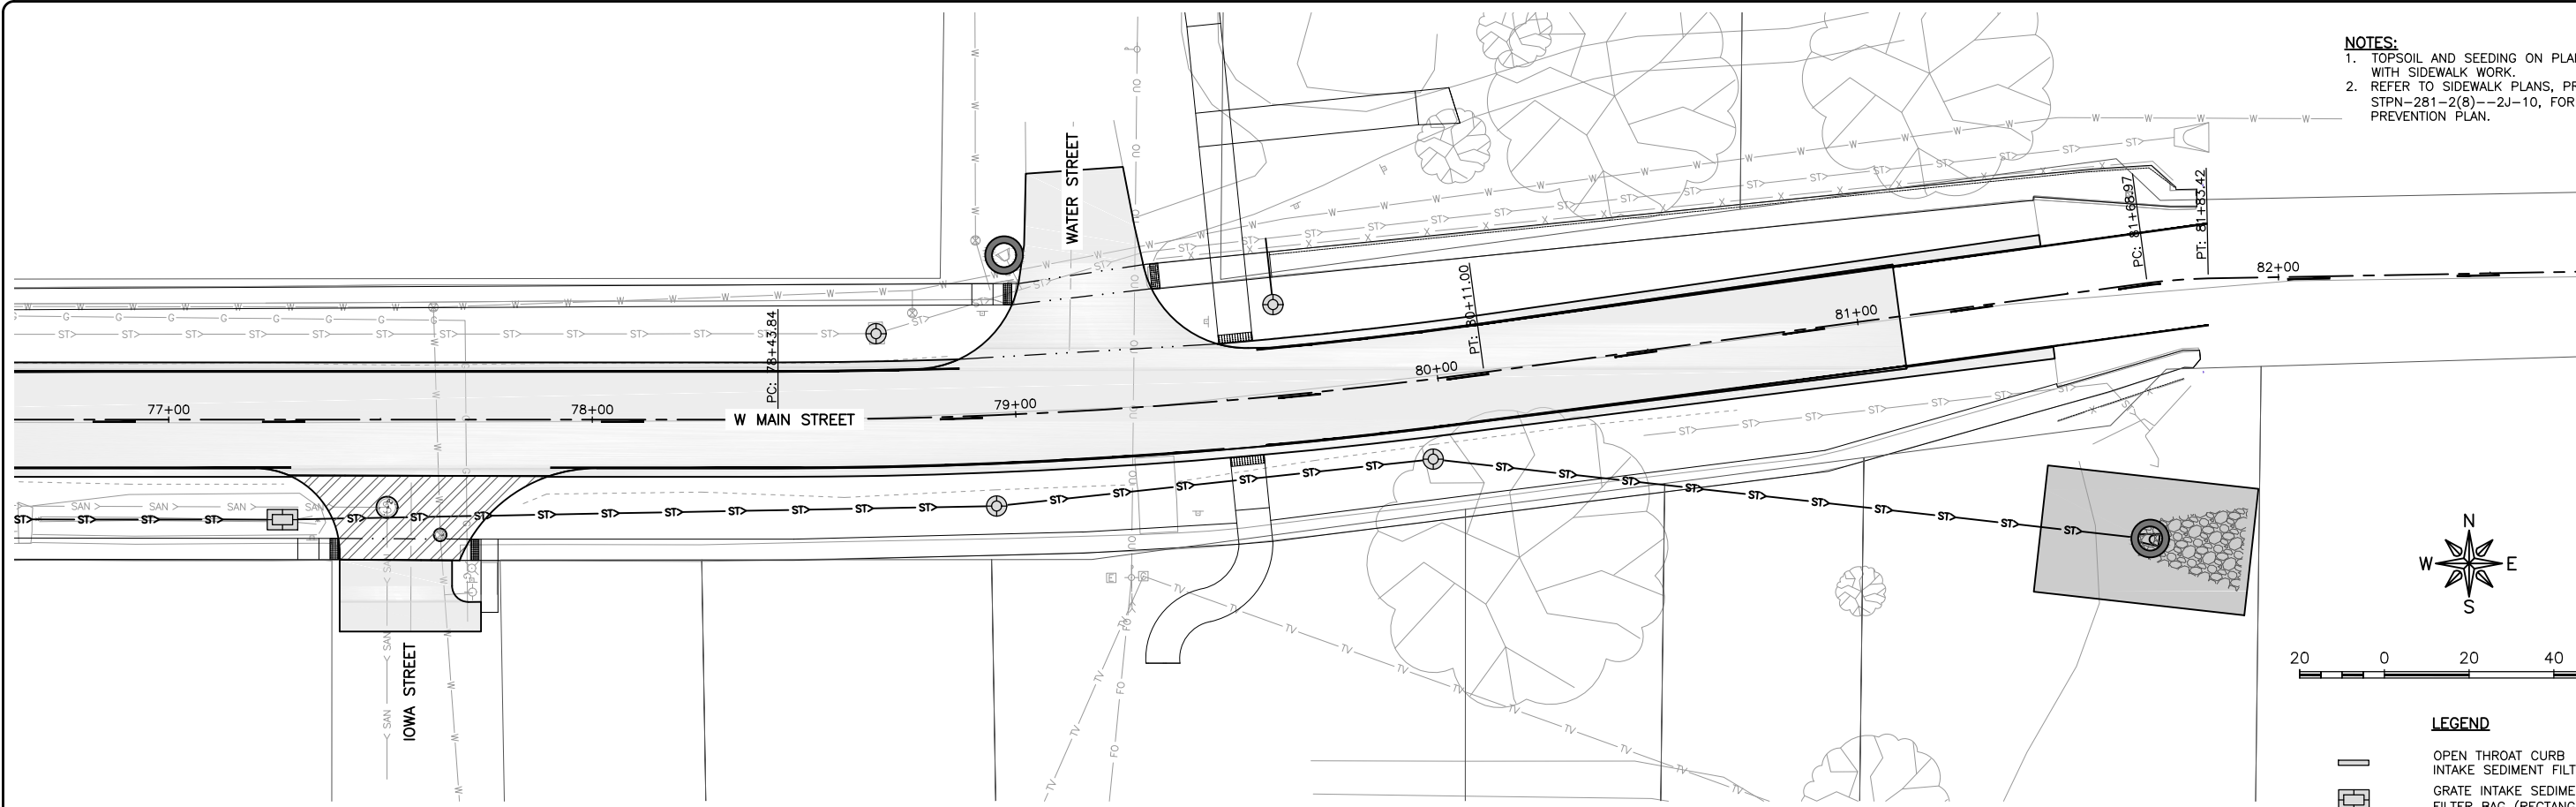 NOTES:
1. TOPSOIL AND SEEDING ON PLA
WITH SIDEWALK WORK.
2. REFER TO SIDEWALK PLANS, PR
STPN-281-2(8)--2J-10, FOR
PREVENTION PLAN.
WATER STREET
PC: 78+43.84
PT: 80+11.00
PC: 81+68.97
PT: 81+83.42
77+00
78+00
W MAIN STREET
79+00
80+00
81+00
82+00
IOWA STREET
N
W E
S
20 0 20 40
LEGEND
OPEN THROAT CURB
INTAKE SEDIMENT FILT
GRATE INTAKE SEDIME
FILTER BAG (RECTANG